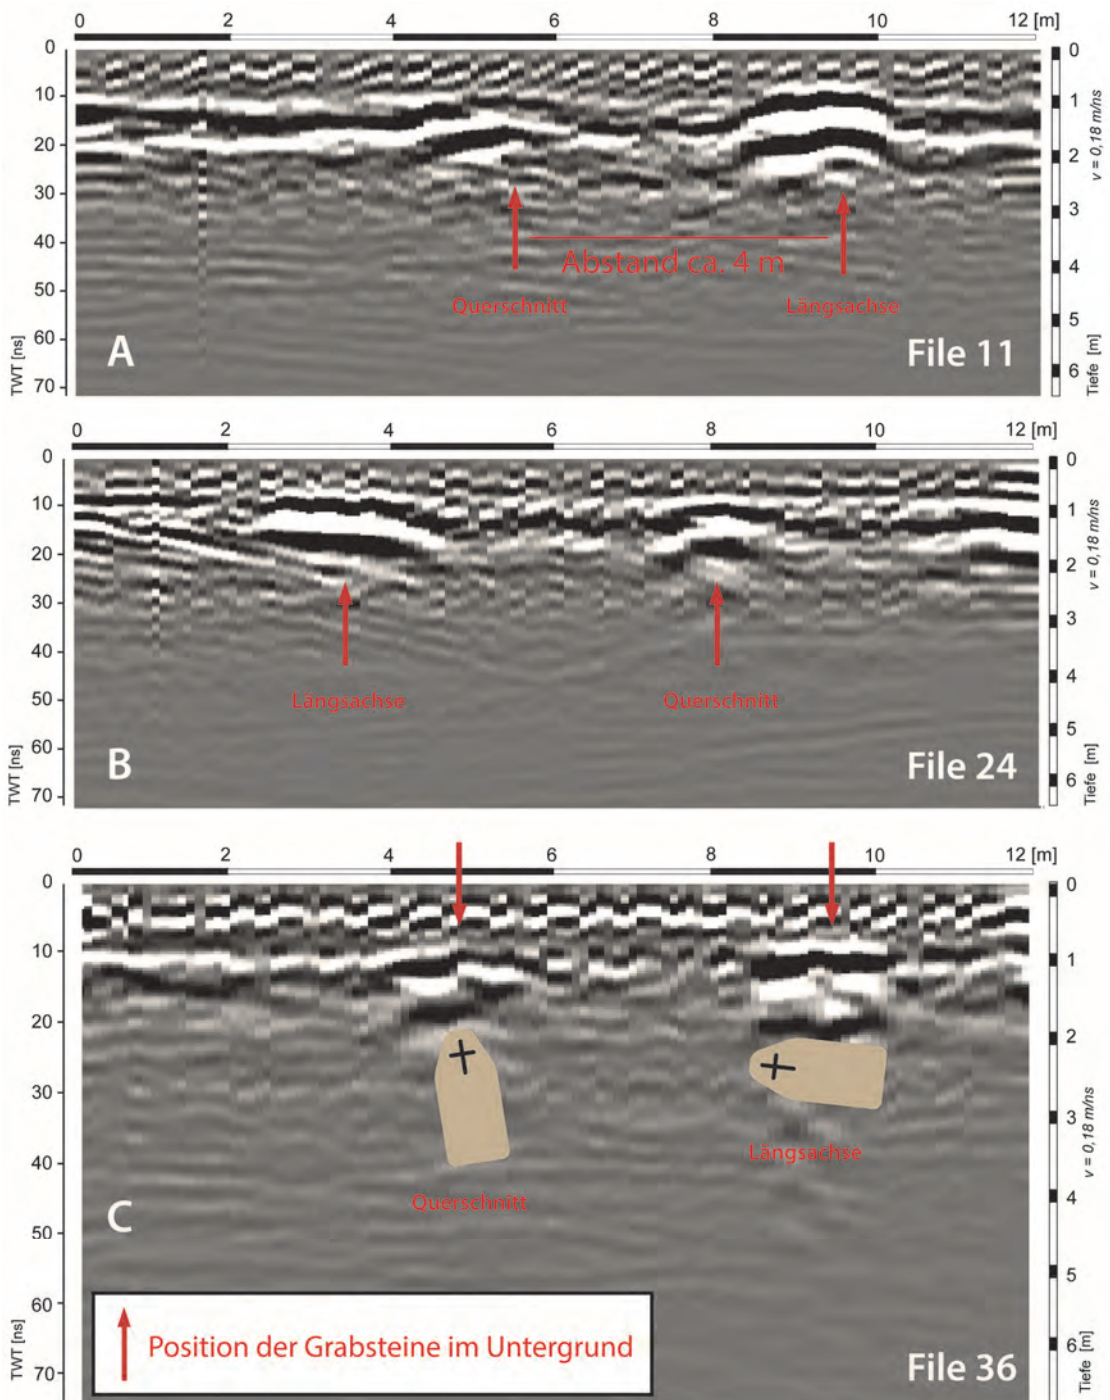 0 2 4 6 8 10 12 [m]
0
10
20
30
40
50
60
70
TWT [ns]
0
1
2
3
4
5
6
v = 0,18 m/ns
Tiefe [m]
Abstand ca. 4 m
Querschnitt
Längsachse
A
File 11
0 2 4 6 8 10 12 [m]
0
10
20
30
40
50
60
70
TWT [ns]
0
1
2
3
4
5
6
v = 0,18 m/ns
Tiefe [m]
Längsachse
Querschnitt
B
File 24
0 2 4 6 8 10 12 [m]
0
10
20
30
40
50
60
70
TWT [ns]
0
1
2
3
4
5
6
v = 0,18 m/ns
Tiefe [m]
Längsachse
Querschnitt
C
Position der Grabsteine im Untergrund
File 36